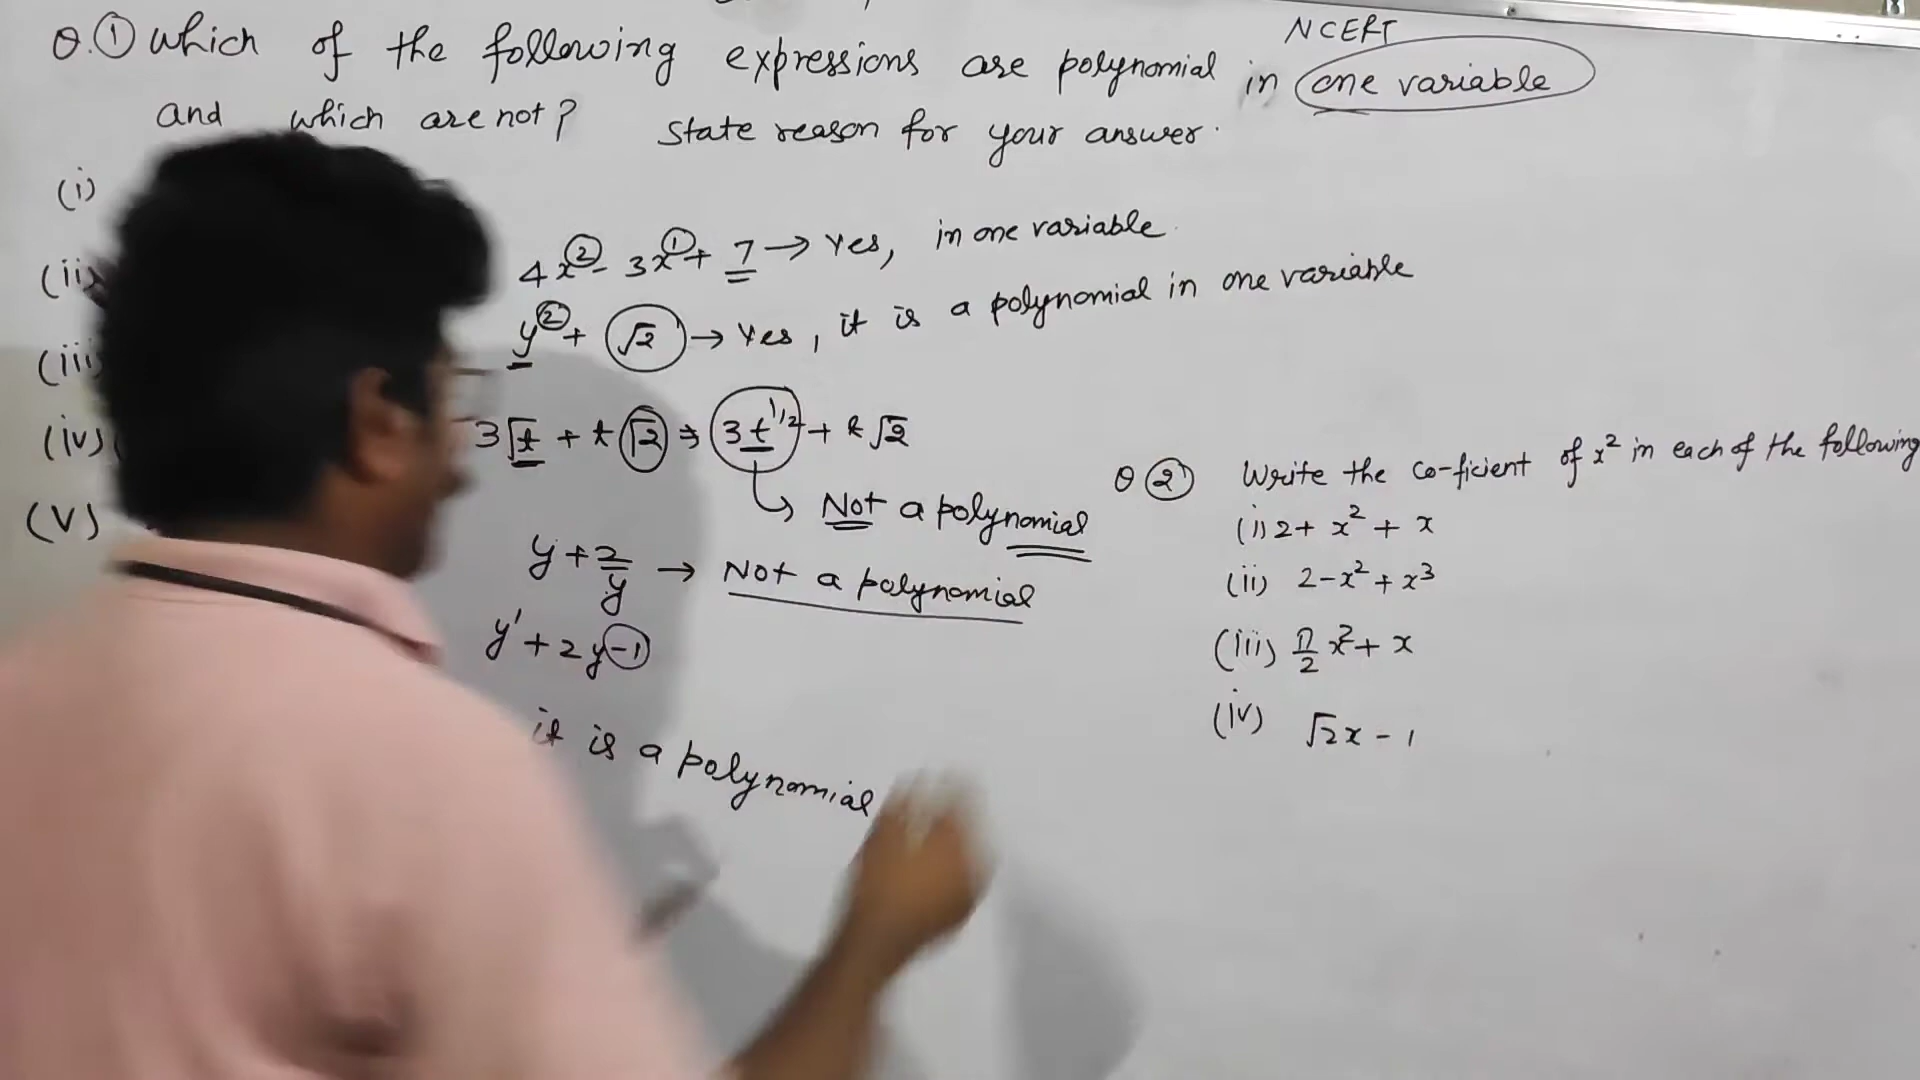 NCERT
Q.① Which of the following expressions are polynomial in one variable
and which are not? State reason for your answer.
(i)
4x² - 3x¹ + 7 → Yes, in one variable.
(ii)
y² + √2 → Yes, it is a polynomial in one variable
(iii)
3√t + t√2 ⇒ 3t^1/2 + t√2
(iv)
↳ Not a polynomial
(V)
y + 2/y → Not a polynomial
y' + 2y-1
it is a polynomial
Q ② Write the co-ficient of x² in each of the following
(i) 2 + x² + x
(ii) 2 - x² + x³
(iii) π/2 x² + x
(iv) √2x - 1